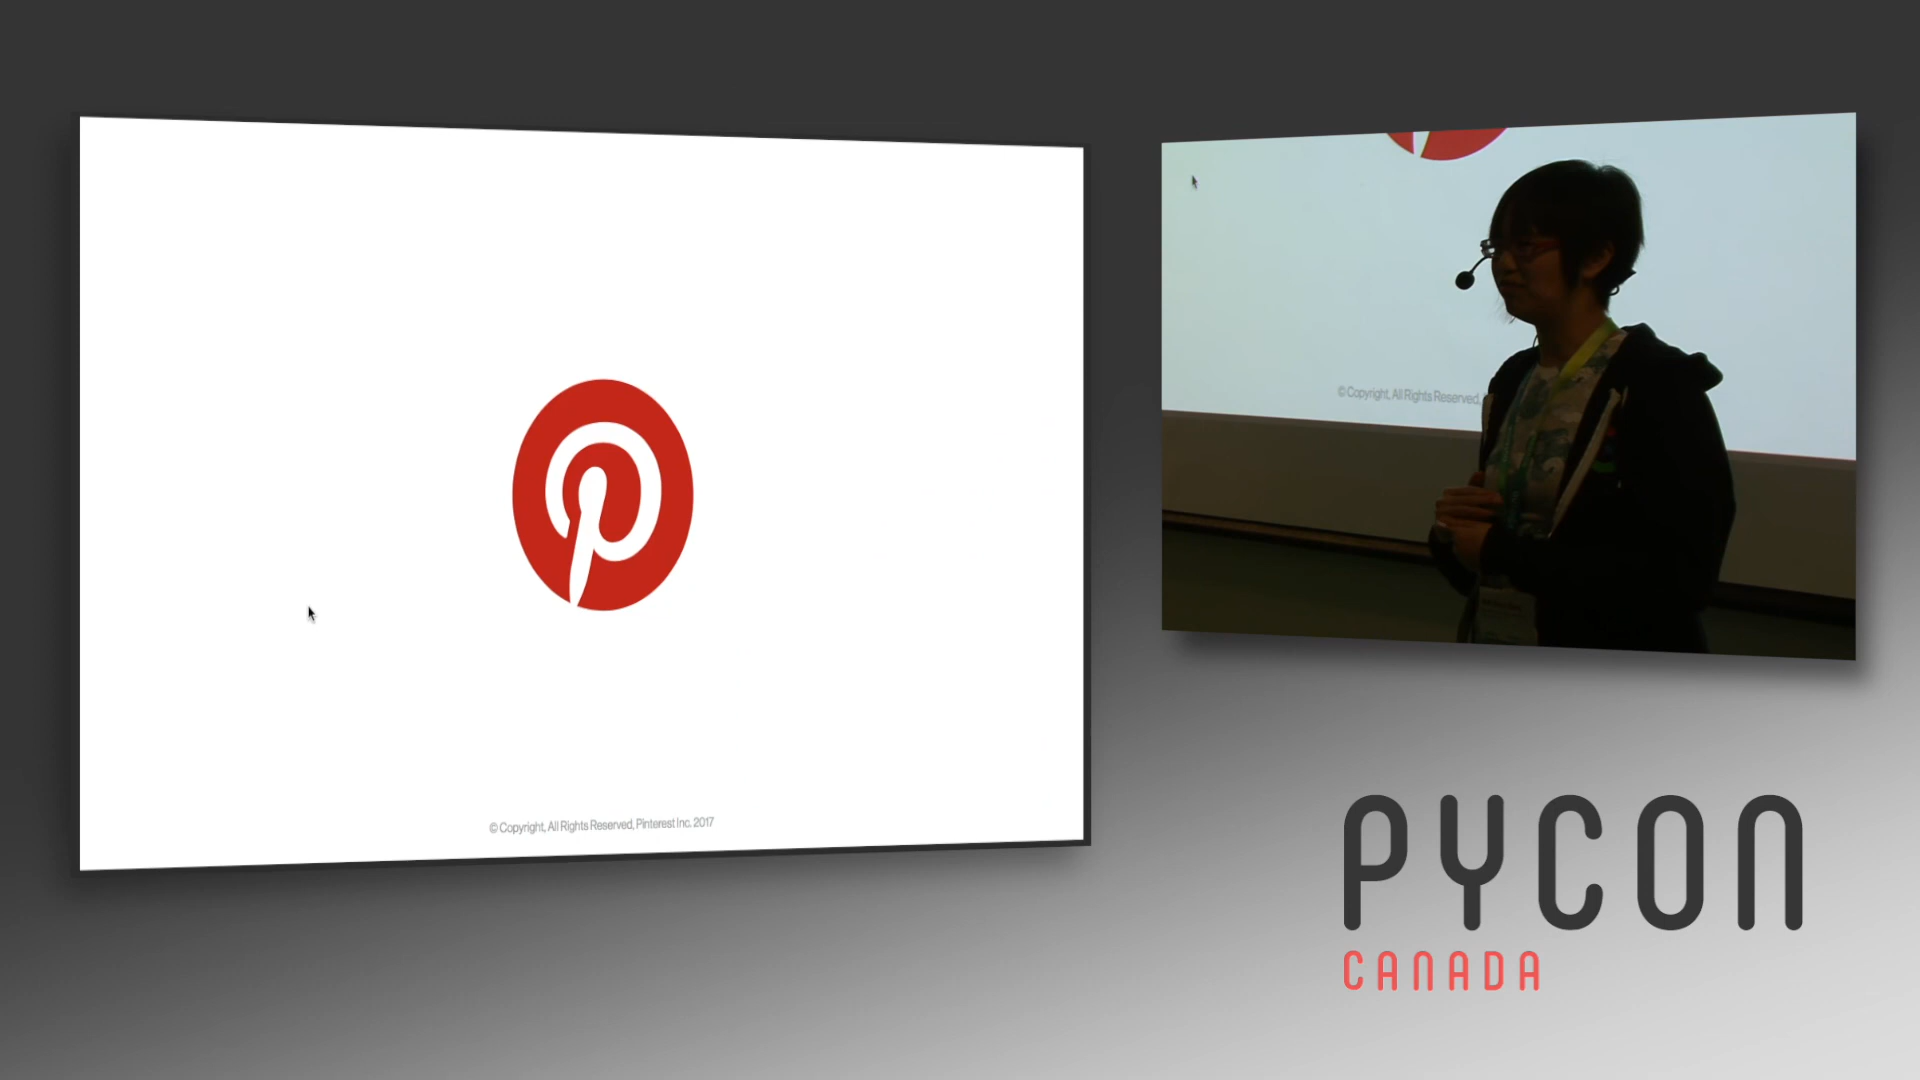 © Copyright, All Rights Reserved, Pinterest Inc. 2017
© Copyright, All Rights Reserved,
PYCON
CANADA